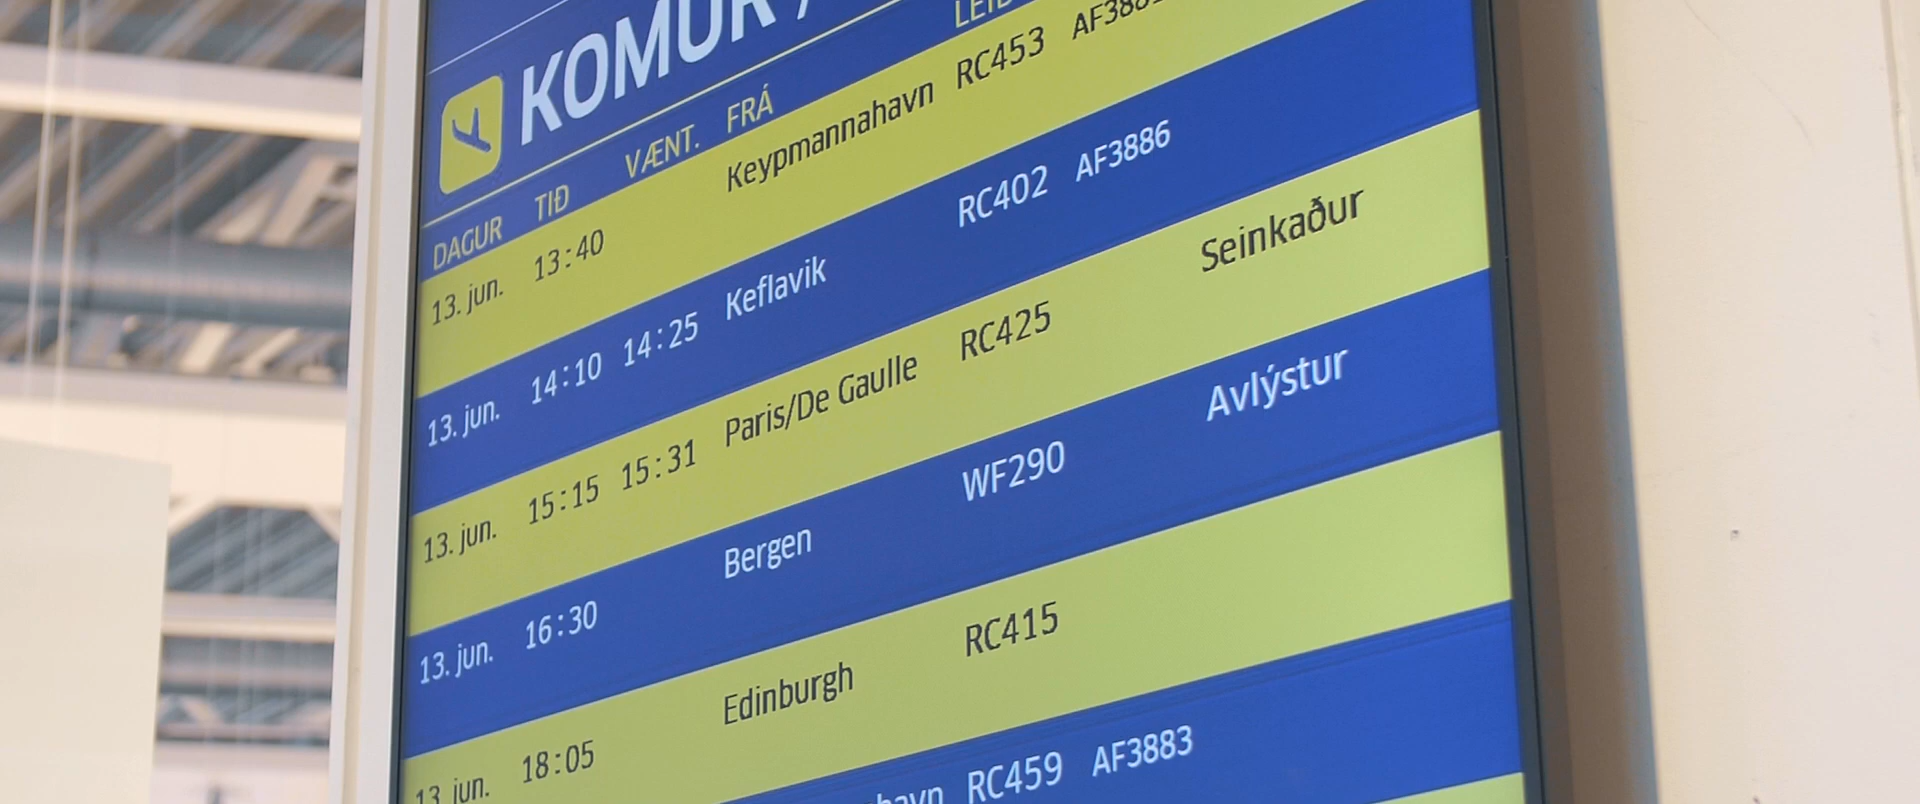 KOMUR /
DAGUR TIÐ VÆNT. FRÁ
13. jun. 13:40 Keypmannahavn RC453
13. jun. 14:10 14:25 Keflavik RC402 AF3886
13. jun. 15:15 15:31 Paris/De Gaulle RC425 Seinkaður
13. jun. 16:30 Bergen WF290 Avlýstur
13. jun. 18:05 Edinburgh RC415
RC459 AF3883